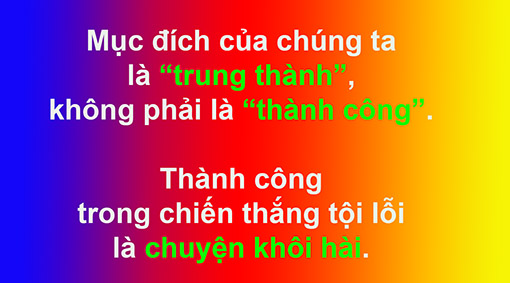 Mục đích của chúng ta
là “trung thành”,
không phải là “thành công”.
Thành công
trong chiến thắng tội lỗi
là chuyện khôi hài.